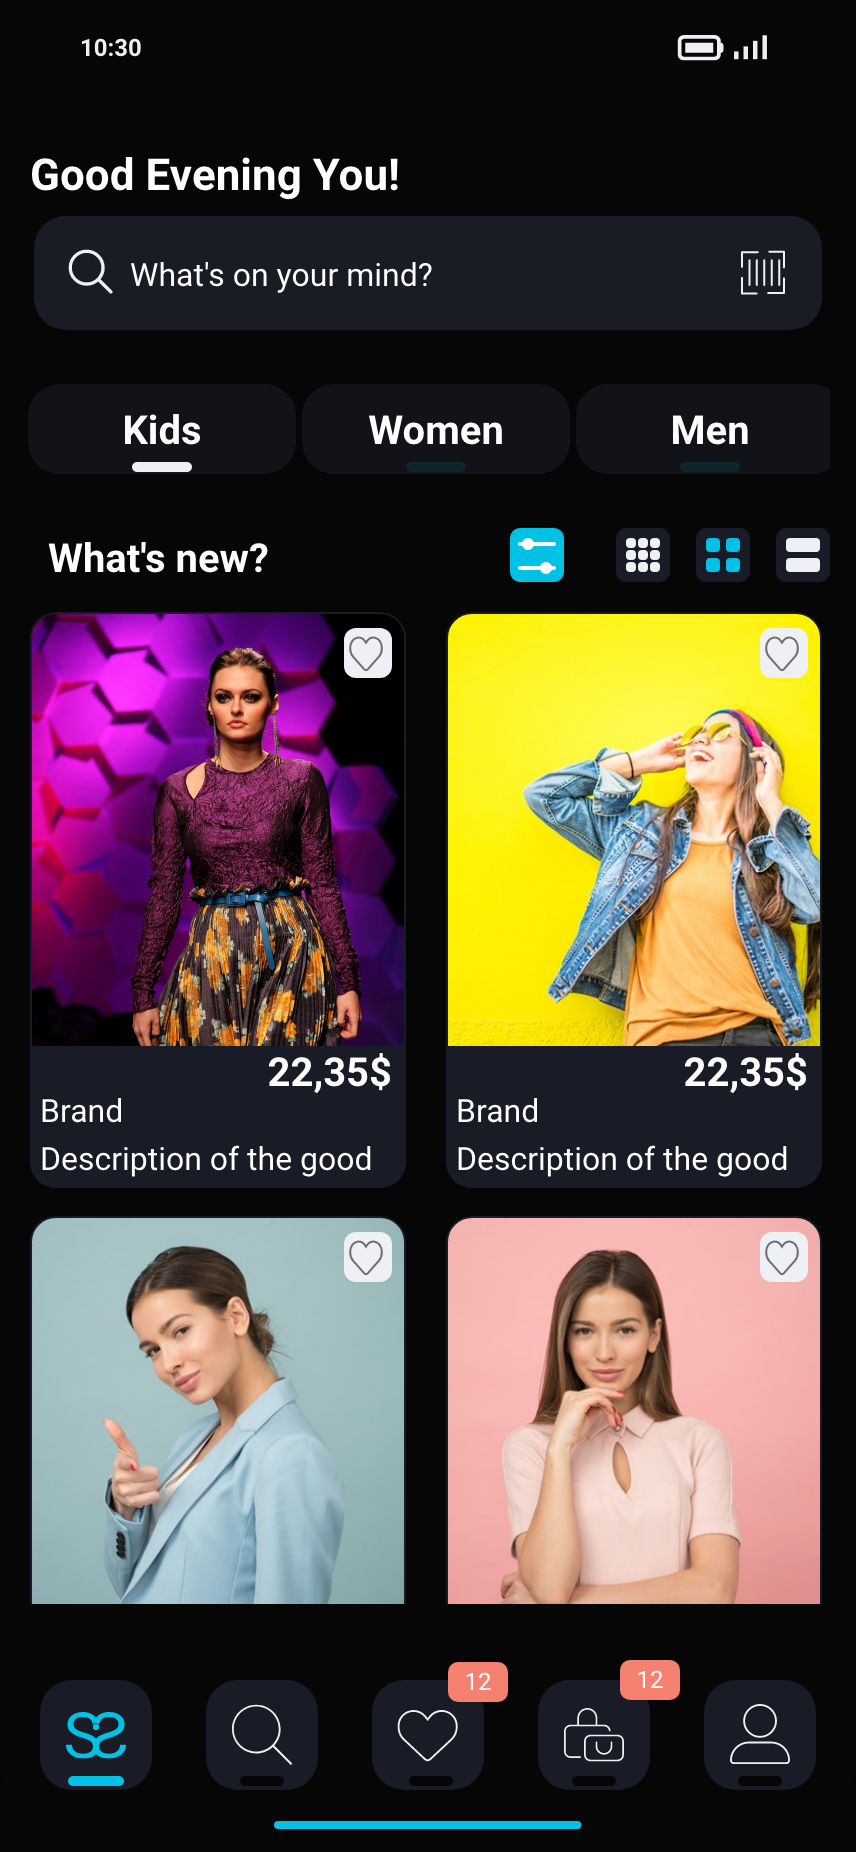 10:30
Good Evening You!
What's on your mind?
Kids
Women
Men
What's new?
22,35$
Brand
Description of the good
22,35$
Brand
Description of the good
12
12